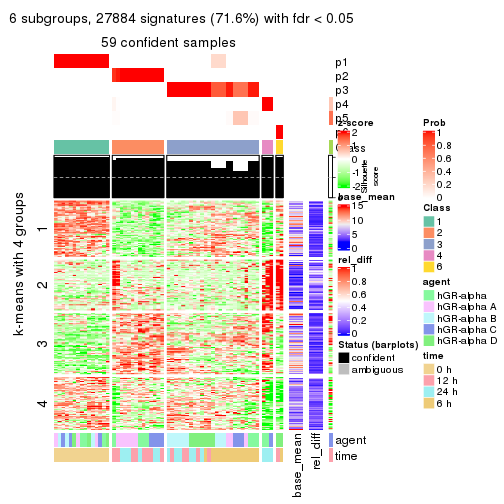 6 subgroups, 27884 signatures (71.6%) with fdr < 0.05
59 confident samples
p1
p2
p3
p4
p5
Class
Silhouette
score
k-means with 4 groups
1
2
3
4
agent
time
base_mean
rel_diff
z-score
2
1
0
-1
-2
base_mean
15
10
5
0
rel_diff
1
0.8
0.6
0.4
0.2
0
Status (barplots)
confident
ambiguous
Prob
1
0.8
0.6
0.4
0.2
0
Class
1
2
3
4
6
agent
hGR-alpha
hGR-alpha A
hGR-alpha B
hGR-alpha C
hGR-alpha D
time
0 h
12 h
24 h
6 h